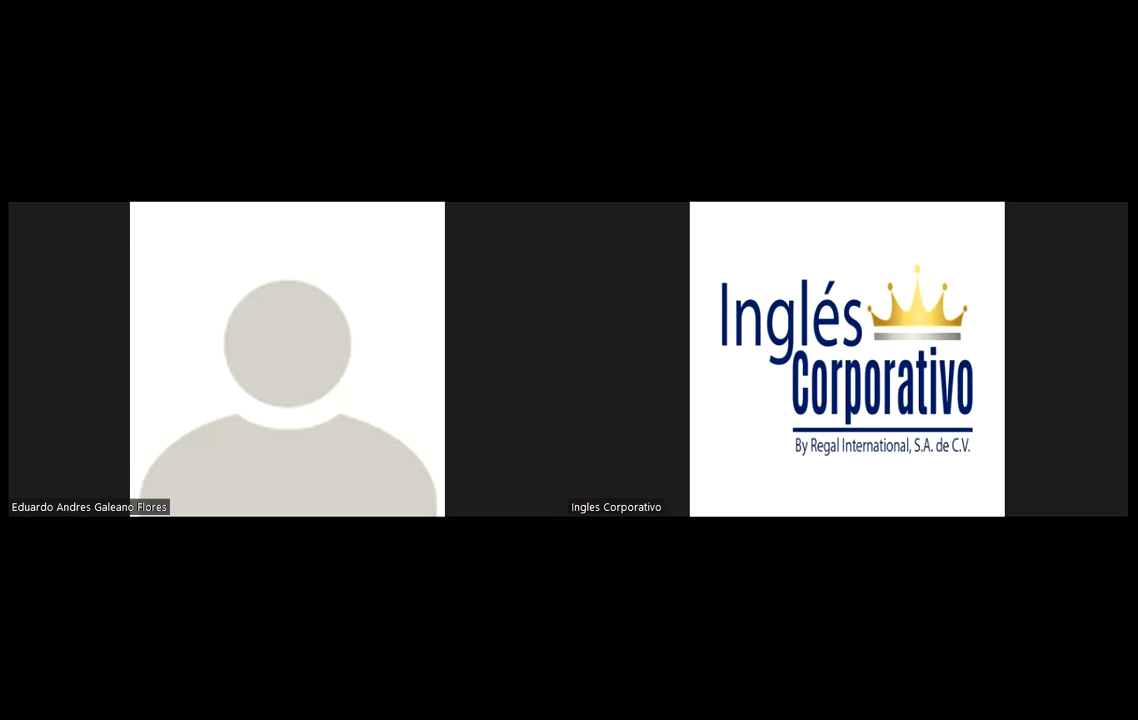 Inglés
Corporativo
By Regal International, S.A. de C.V.
Eduardo Andres Galeano Flores
Ingles Corporativo